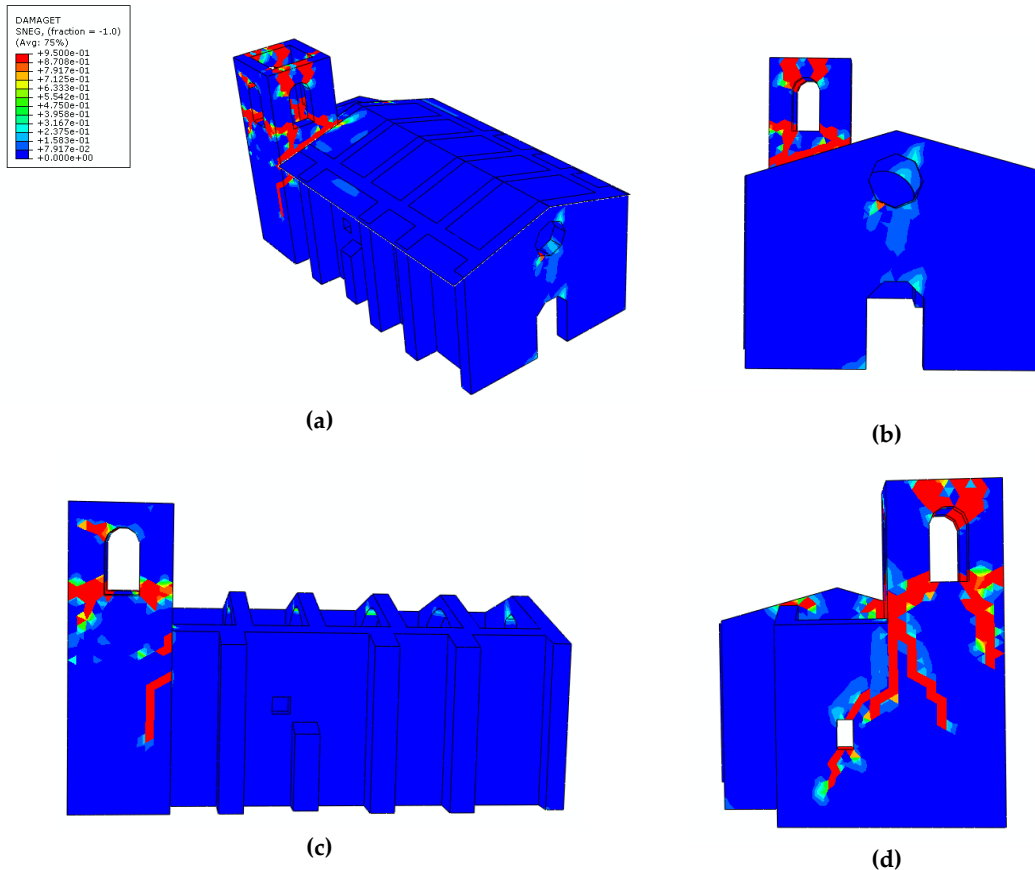 DAMAGET
SNEG, (fraction = -1.0)
(Avg: 75%)
+9.500e-01
+8.708e-01
+7.917e-01
+7.125e-01
+6.333e-01
+5.542e-01
+4.750e-01
+3.958e-01
+3.167e-01
+2.375e-01
+1.583e-01
+7.917e-02
+0.000e+00
(a)
(b)
(c)
(d)